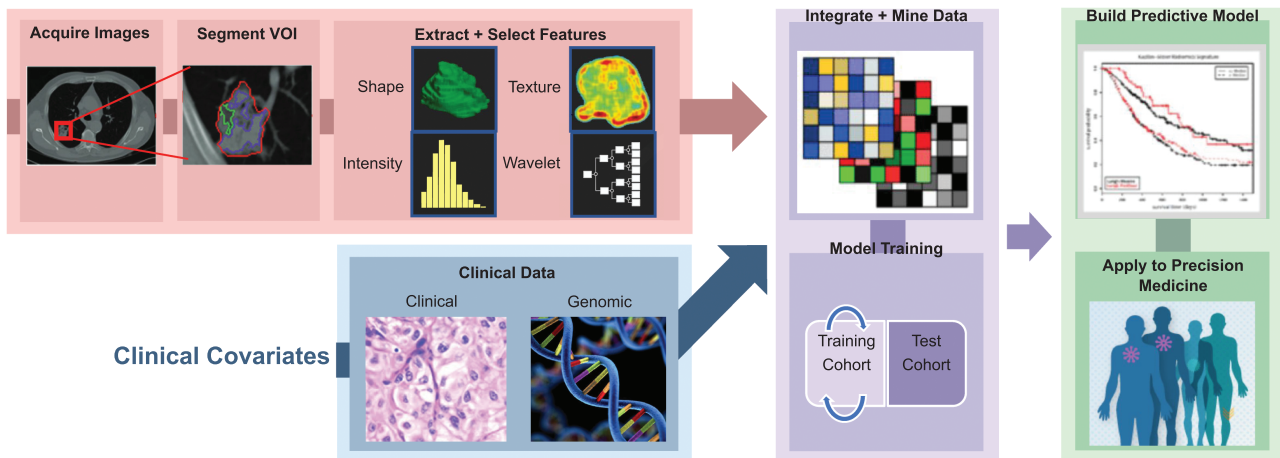 Acquire Images
Segment VOI
Extract + Select Features
Shape
Texture
Intensity
Wavelet
Integrate + Mine Data
Model Training
Training
Cohort
Test
Cohort
Build Predictive Model
Apply to Precision
Medicine
Clinical Covariates
Clinical Data
Clinical
Genomic